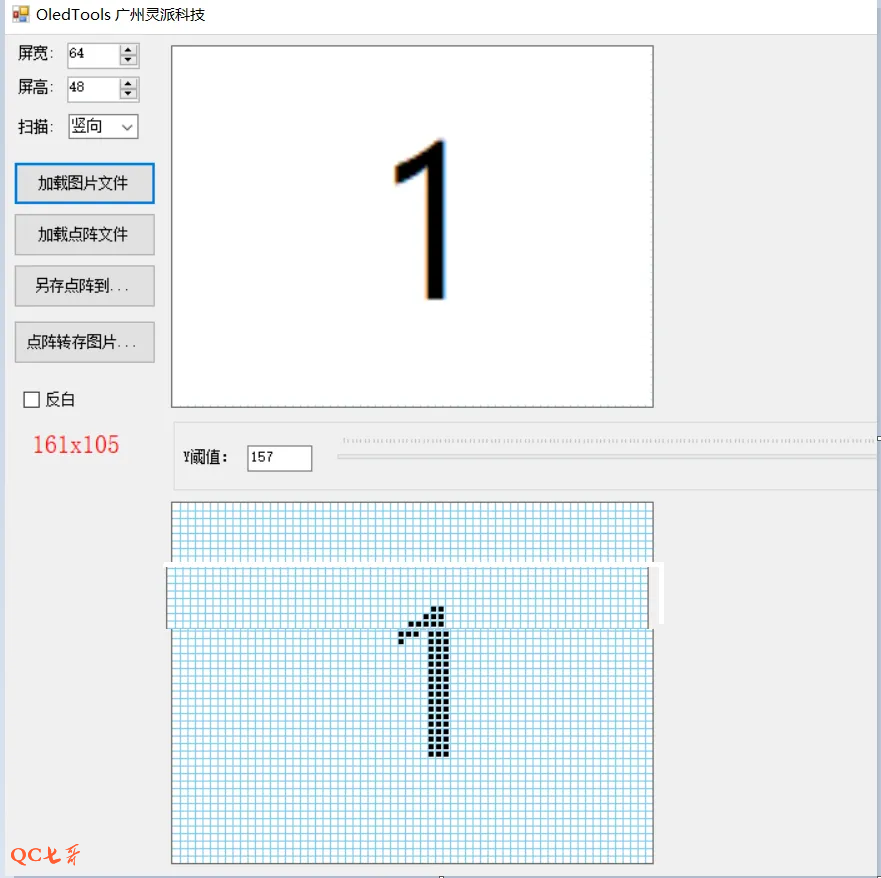 OledTools 广州灵派科技
屏宽： 64
屏高： 48
扫描： 竖向
加载图片文件
加载点阵文件
另存点阵到...
点阵转存图片...
反白
161x105
1
Y阈值： 157
1
QC七哥